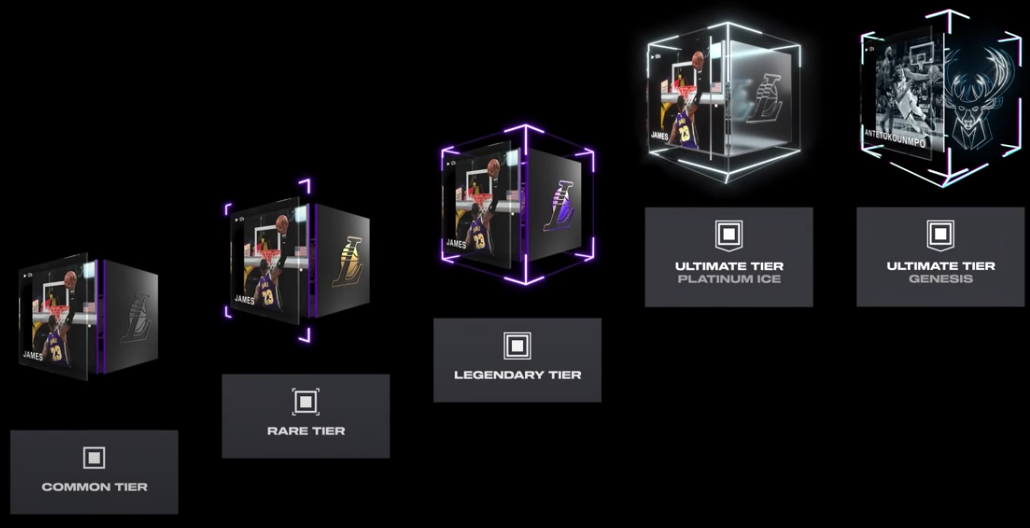 JAMES
23
COMMON TIER
JAMES
23
RARE TIER
JAMES
23
LEGENDARY TIER
JAMES
23
ULTIMATE TIER
PLATINUM ICE
ANTETOKOUNMPO
ULTIMATE TIER
GENESIS